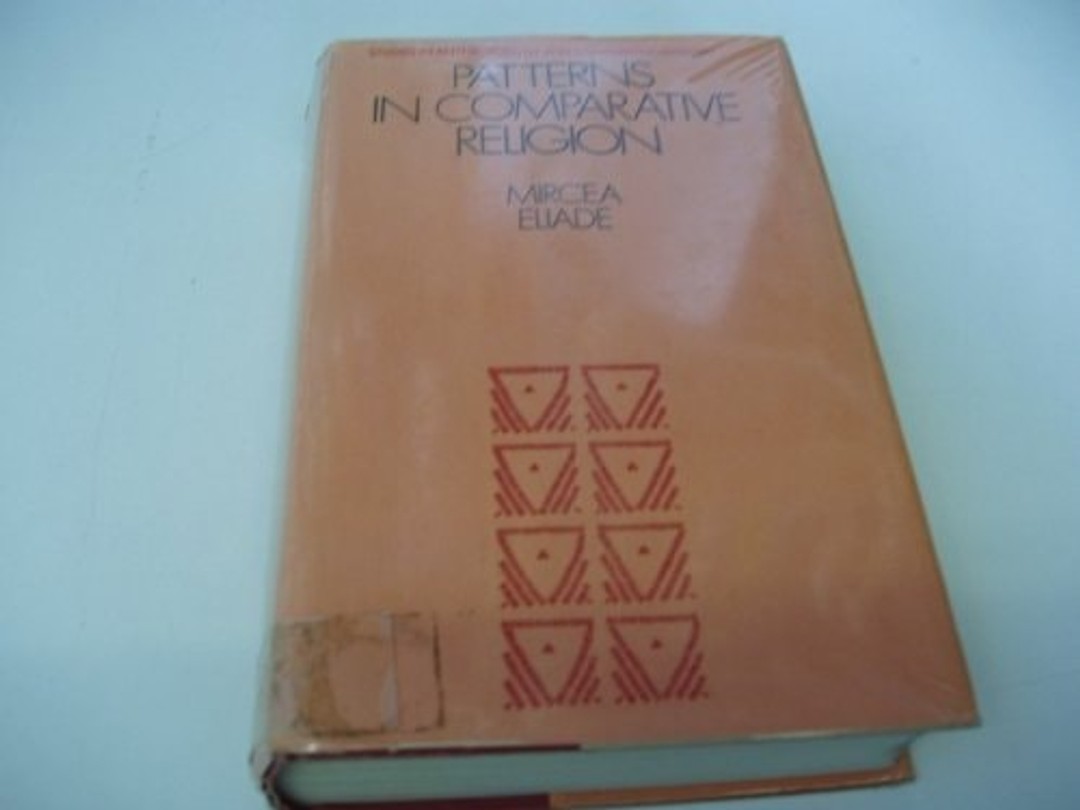 PATTERNS
IN COMPARATIVE
RELIGION
MIRCEA
ELIADE